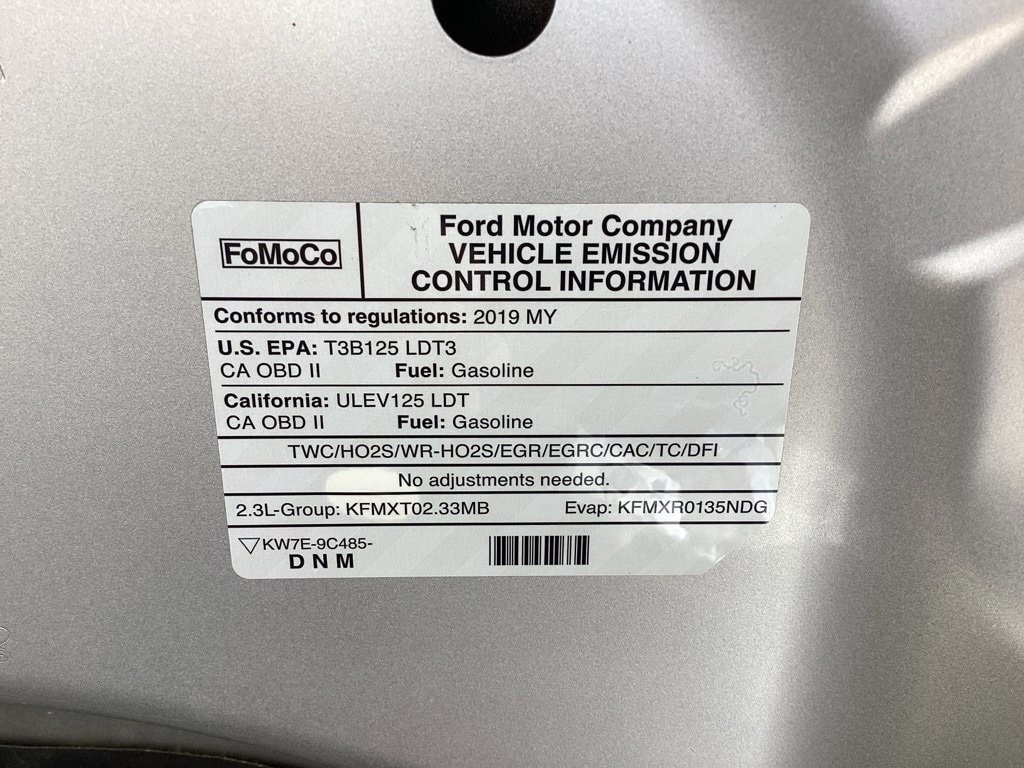 FoMoCo
Ford Motor Company
VEHICLE EMISSION
CONTROL INFORMATION
Conforms to regulations: 2019 MY
U.S. EPA: T3B125 LDT3
CA OBD II Fuel: Gasoline
California: ULEV125 LDT
CA OBD II Fuel: Gasoline
TWC/HO2S/WR-HO2S/EGR/EGRC/CAC/TC/DFI
No adjustments needed.
2.3L-Group: KFMXT02.33MB Evap: KFMXR0135NDG
KW7E-9C485-
D N M